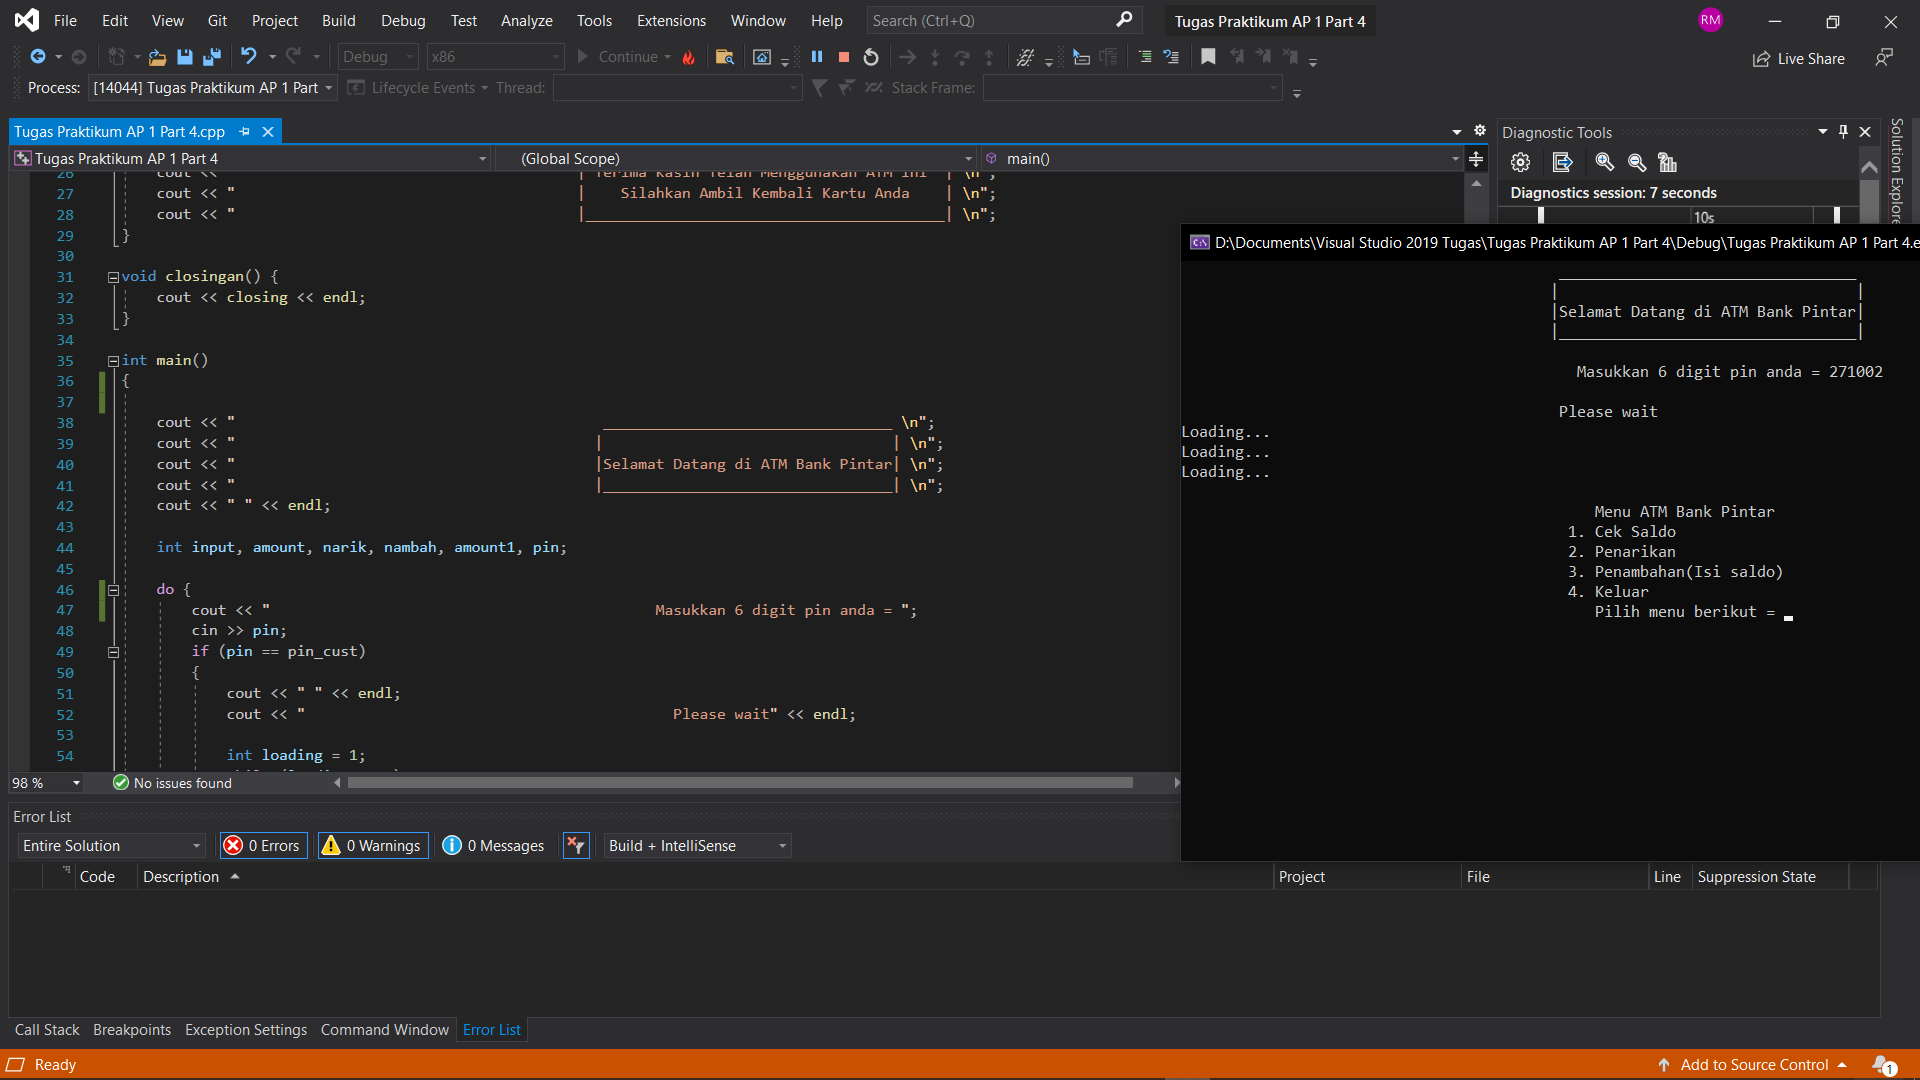 File Edit View Git Project Build Debug Test Analyze Tools Extensions Window Help Search (Ctrl+Q) Tugas Praktikum AP 1 Part 4 RM
Debug x86 Continue Live Share
Process: [14044] Tugas Praktikum AP 1 Part Lifecycle Events Thread: Stack Frame:
Tugas Praktikum AP 1 Part 4.cpp
Tugas Praktikum AP 1 Part 4 (Global Scope) main()
26 cout << " | Terima Kasih Telah Menggunakan ATM ini | \n";
27 cout << " | Silahkan Ambil Kembali Kartu Anda | \n";
28 cout << " |_________________________________________| \n";
29 }
30
31 void closingan() {
32 cout << closing << endl;
33 }
34
35 int main()
36 {
37
38 cout << " _________________________________ \n";
39 cout << " | | \n";
40 cout << " |Selamat Datang di ATM Bank Pintar| \n";
41 cout << " |_________________________________| \n";
42 cout << " " << endl;
43
44 int input, amount, narik, nambah, amount1, pin;
45
46 do {
47 cout << " Masukkan 6 digit pin anda = ";
48 cin >> pin;
49 if (pin == pin_cust)
50 {
51 cout << " " << endl;
52 cout << " Please wait" << endl;
53
54 int loading = 1;
98 % No issues found
Diagnostic Tools
Diagnostics session: 7 seconds
10s
Solution Explore
D:\Documents\Visual Studio 2019 Tugas\Tugas Praktikum AP 1 Part 4\Debug\Tugas Praktikum AP 1 Part 4.e
_________________________________
| |
|Selamat Datang di ATM Bank Pintar|
|_________________________________|
Masukkan 6 digit pin anda = 271002
Please wait
Loading...
Loading...
Loading...
Menu ATM Bank Pintar
1. Cek Saldo
2. Penarikan
3. Penambahan(Isi saldo)
4. Keluar
Pilih menu berikut = _
Error List
Entire Solution 0 Errors 0 Warnings 0 Messages Build + IntelliSense
Code Description Project File Line Suppression State
Call Stack Breakpoints Exception Settings Command Window Error List
Ready Add to Source Control 1